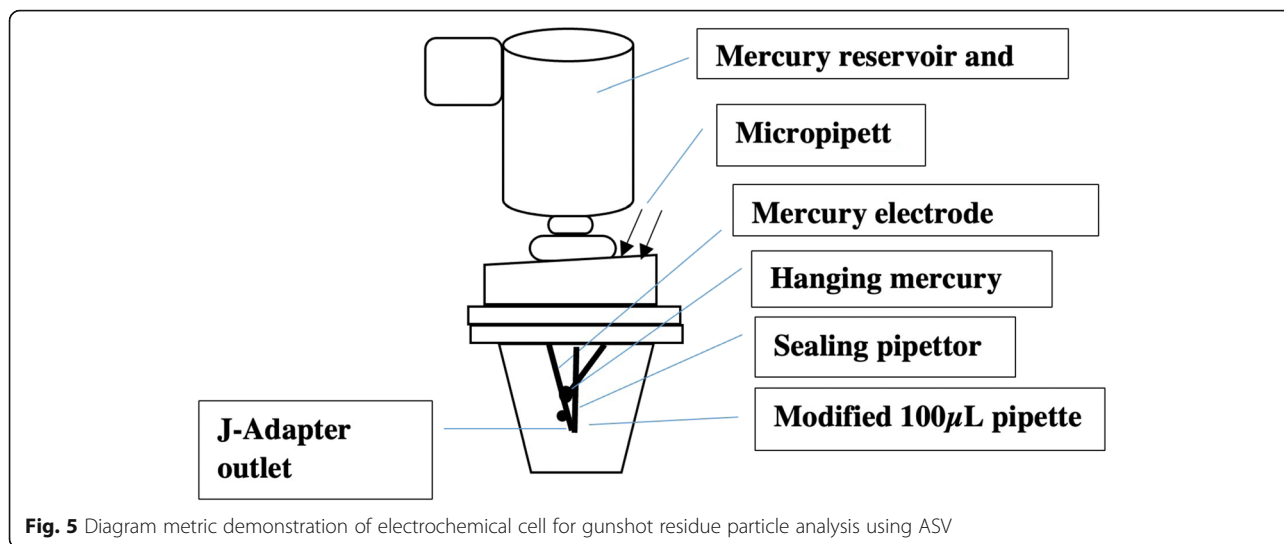 Mercury reservoir and
Micropipett
Mercury electrode
Hanging mercury
Sealing pipettor
Modified 100μL pipette
J-Adapter
outlet
Fig. 5 Diagram metric demonstration of electrochemical cell for gunshot residue particle analysis using ASV